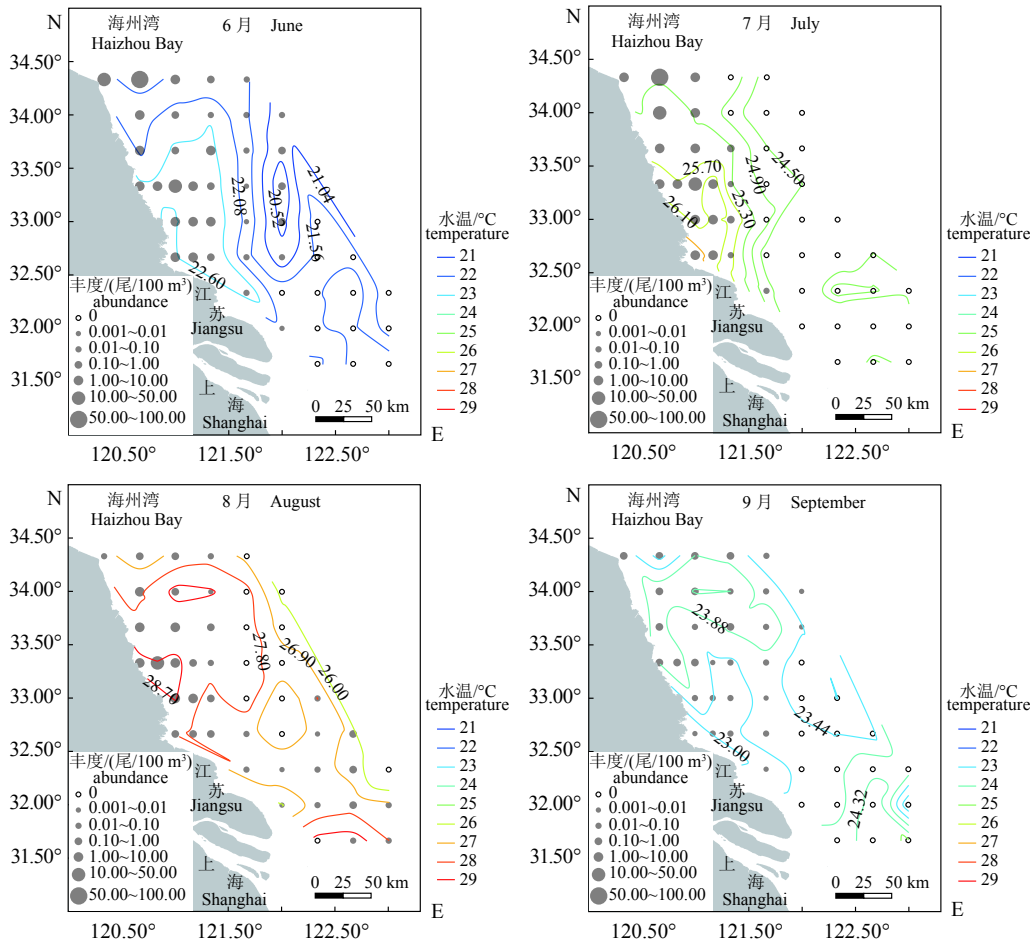 N
海州湾
Haizhou Bay
6 月 June
34.50°
34.00°
33.50°
33.00°
32.50°
32.00°
31.50°
22.08
20.52
21.04
21.56
22.60
水温/°C
temperature
21
22
23
24
25
26
27
28
29
丰度/(尾/100 m³)
abundance
0
0.001~0.01
0.01~0.10
0.10~1.00
1.00~10.00
10.00~50.00
50.00~100.00
江
苏
Jiangsu
上
海
Shanghai
0 25 50 km
E
120.50° 121.50° 122.50°
N
海州湾
Haizhou Bay
7 月 July
34.50°
34.00°
33.50°
33.00°
32.50°
32.00°
31.50°
25.70
26.10
24.90
25.30
24.50
水温/°C
temperature
21
22
23
24
25
26
27
28
29
丰度/(尾/100 m³)
abundance
0
0.001~0.01
0.01~0.10
0.10~1.00
1.00~10.00
10.00~50.00
50.00~100.00
江
苏
Jiangsu
上
海
Shanghai
0 25 50 km
E
120.50° 121.50° 122.50°
N
海州湾
Haizhou Bay
8 月 August
34.50°
34.00°
33.50°
33.00°
32.50°
32.00°
31.50°
27.80
26.90
26.00
28.70
水温/°C
temperature
21
22
23
24
25
26
27
28
29
丰度/(尾/100 m³)
abundance
0
0.001~0.01
0.01~0.10
0.10~1.00
1.00~10.00
10.00~50.00
50.00~100.00
江
苏
Jiangsu
上
海
Shanghai
0 25 50 km
E
120.50° 121.50° 122.50°
N
海州湾
Haizhou Bay
9 月 September
34.50°
34.00°
33.50°
33.00°
32.50°
32.00°
31.50°
23.88
23.44
23.00
24.32
水温/°C
temperature
21
22
23
24
25
26
27
28
29
丰度/(尾/100 m³)
abundance
0
0.001~0.01
0.01~0.10
0.10~1.00
1.00~10.00
10.00~50.00
50.00~100.00
江
苏
Jiangsu
上
海
Shanghai
0 25 50 km
E
120.50° 121.50° 122.50°